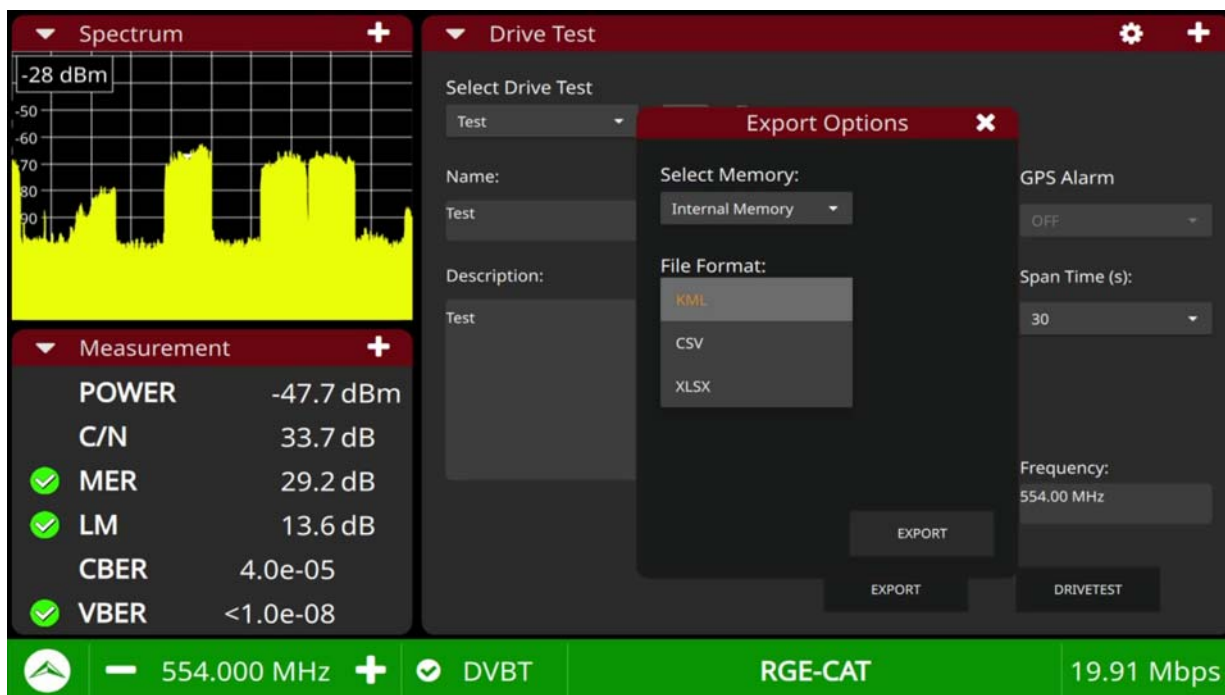 Spectrum
-28 dBm
-50
-60
-70
-80
-90
Measurement
POWER -47.7 dBm
C/N 33.7 dB
MER 29.2 dB
LM 13.6 dB
CBER 4.0e-05
VBER <1.0e-08
Drive Test
Select Drive Test
Test
Name:
Test
Description:
Test
Export Options
Select Memory:
Internal Memory
File Format:
KML
CSV
XLSX
EXPORT
GPS Alarm
OFF
Span Time (s):
30
Frequency:
554.00 MHz
EXPORT DRIVETEST
554.000 MHz DVBT RGE-CAT 19.91 Mbps